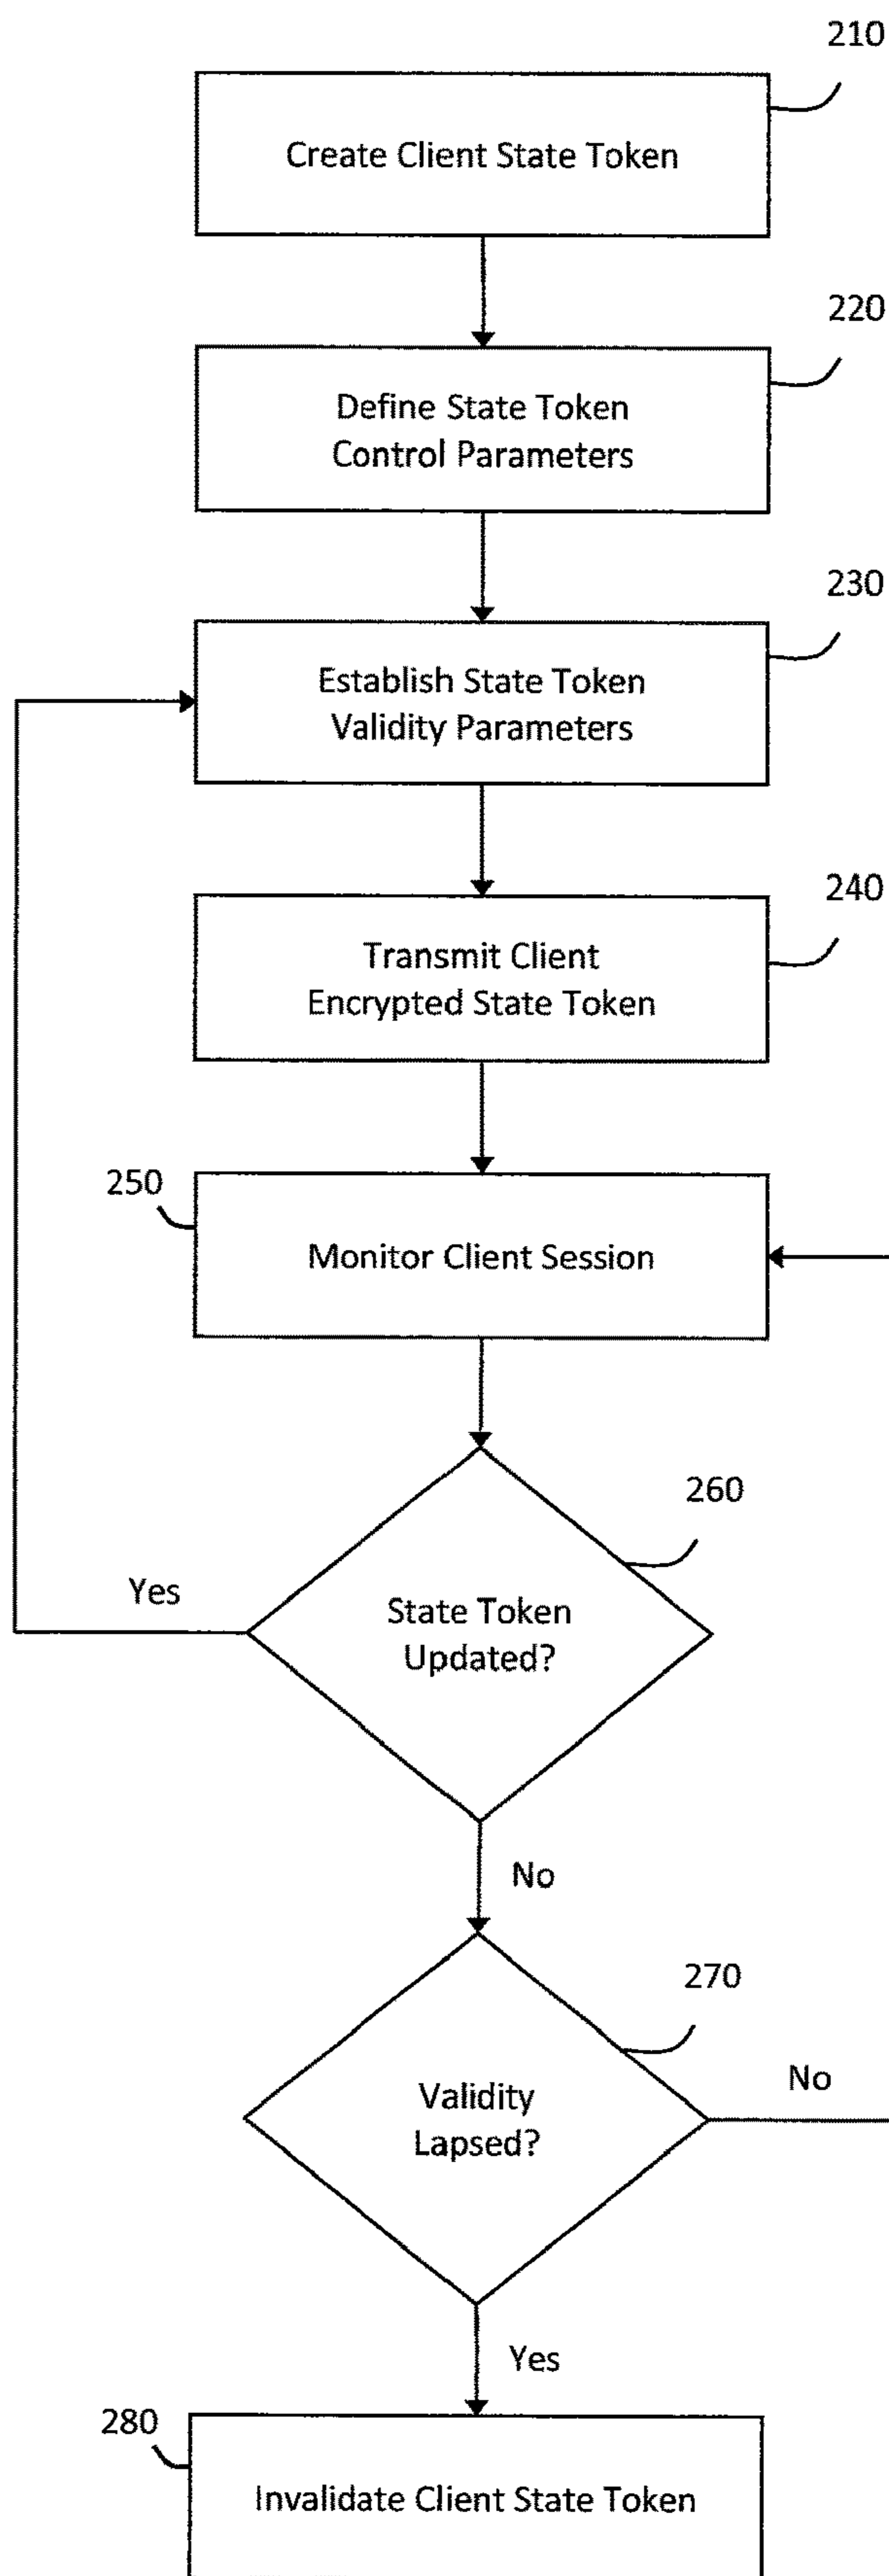 210
Create Client State Token
220
Define State Token
Control Parameters
230
Establish State Token
Validity Parameters
240
Transmit Client
Encrypted State Token
250
Monitor Client Session
260
Yes
State Token
Updated?
No
270
No
Validity
Lapsed?
Yes
280
Invalidate Client State Token